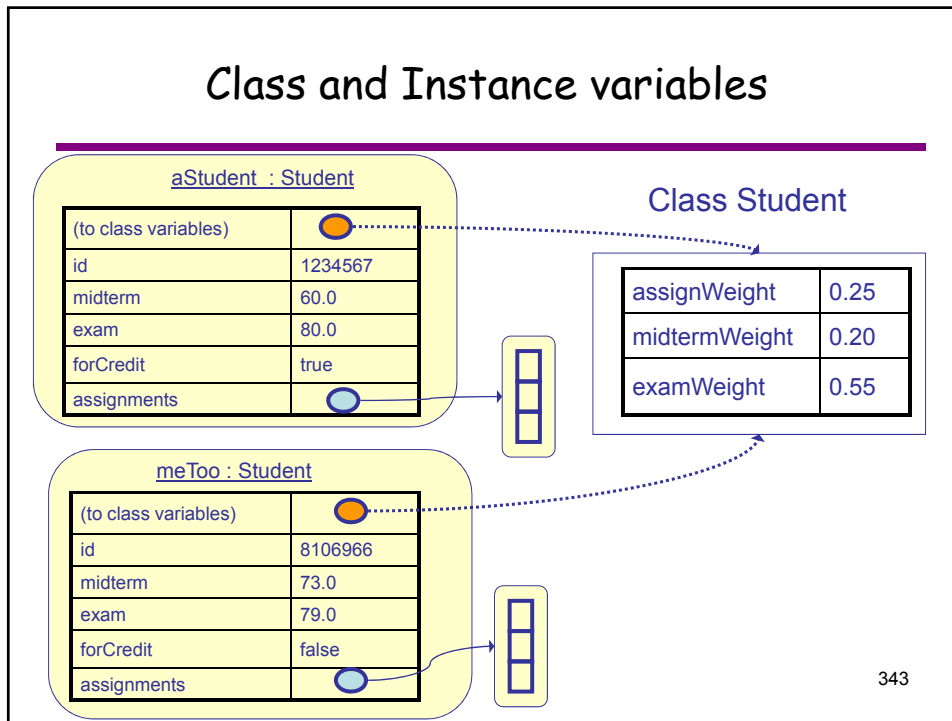 Class and Instance variables
aStudent : Student
(to class variables)
id 1234567
midterm 60.0
exam 80.0
forCredit true
assignments
Class Student
assignWeight 0.25
midtermWeight 0.20
examWeight 0.55
meToo : Student
(to class variables)
id 8106966
midterm 73.0
exam 79.0
forCredit false
assignments
343